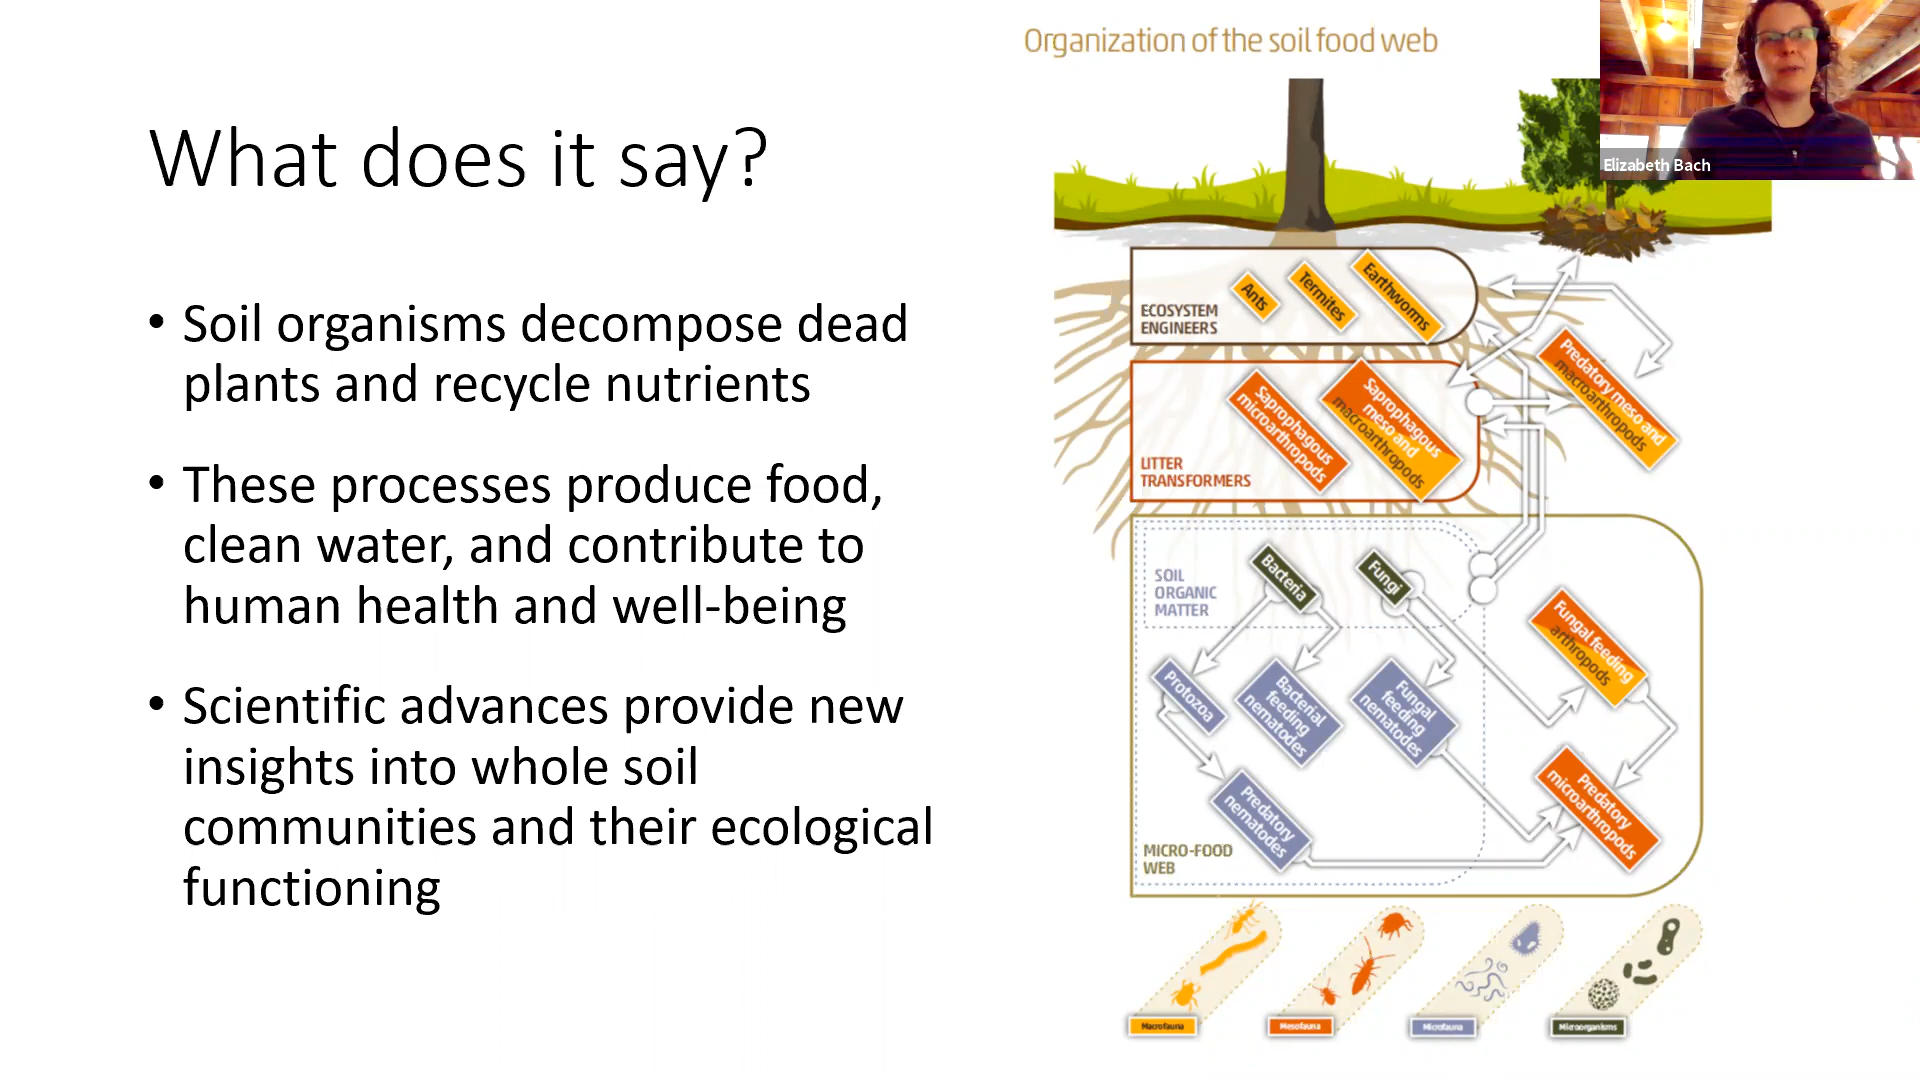 What does it say?
• Soil organisms decompose dead
plants and recycle nutrients
• These processes produce food,
clean water, and contribute to
human health and well-being
• Scientific advances provide new
insights into whole soil
communities and their ecological
functioning
Organization of the soil food web
Elizabeth Bach
ECOSYSTEM
ENGINEERS
Ants
Termites
Earthworms
Predatory meso and
macroarthropods
LITTER
TRANSFORMERS
Saprophagous
microarthropods
Saprophagous
meso and
macroarthropods
SOIL
ORGANIC
MATTER
Bacteria
Fungi
Fungal feeding
arthropods
Protozoa
Bacterial
feeding
nematodes
Fungal
feeding
nematodes
Predatory
nematodes
Predatory
microarthropods
MICRO-FOOD
WEB
Macrofauna
Mesofauna
Microfauna
Microorganisms